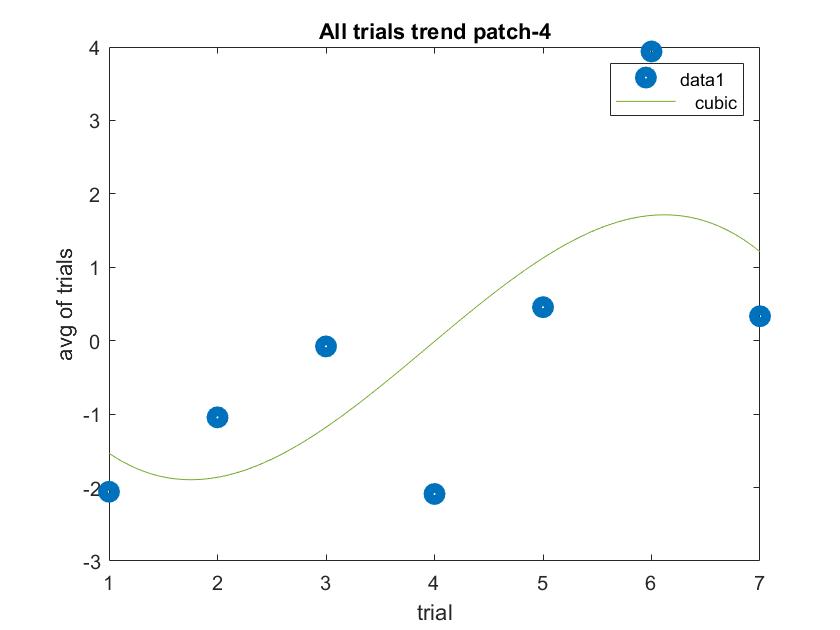 All trials trend patch-4
4
3
2
1
0
-1
-2
-3
avg of trials
data1
cubic
1 2 3 4 5 6 7
trial